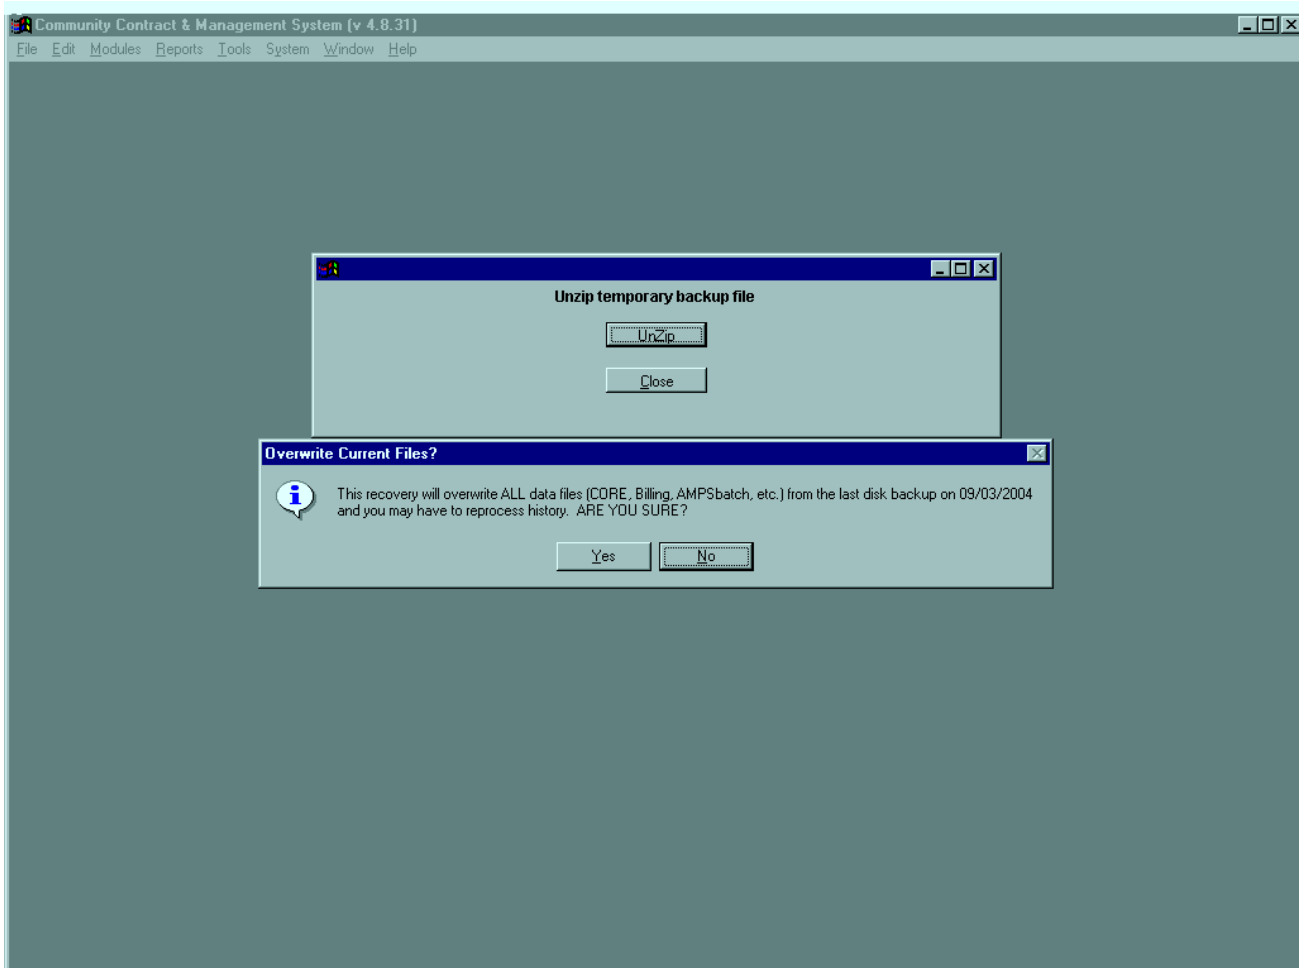 Community Contract & Management System (v 4.8.31)
File Edit Modules Reports Tools System Window Help
Unzip temporary backup file
UnZip
Close
Overwrite Current Files?
This recovery will overwrite ALL data files (CORE, Billing, AMPSbatch, etc.) from the last disk backup on 09/03/2004
and you may have to reprocess history. ARE YOU SURE?
Yes No